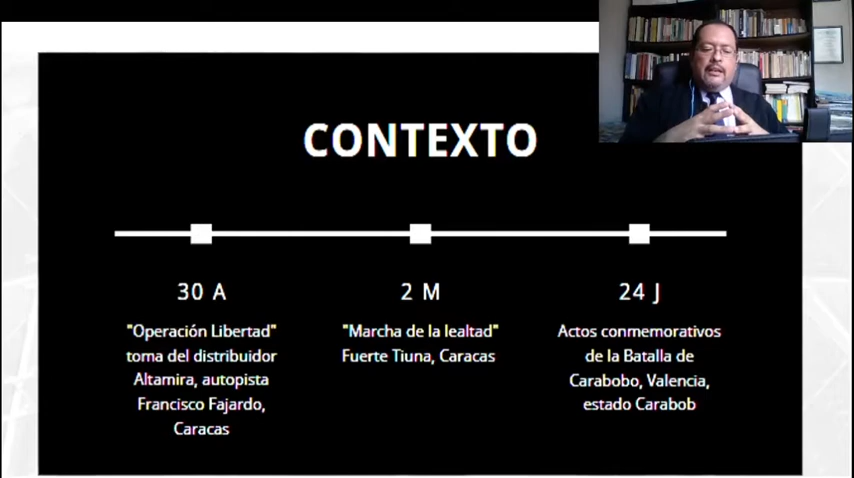 CONTEXTO
30 A
"Operación Libertad"
toma del distribuidor
Altamira, autopista
Francisco Fajardo,
Caracas
2 M
"Marcha de la lealtad"
Fuerte Tiuna, Caracas
24 J
Actos conmemorativos
de la Batalla de
Carabobo, Valencia,
estado Carabob